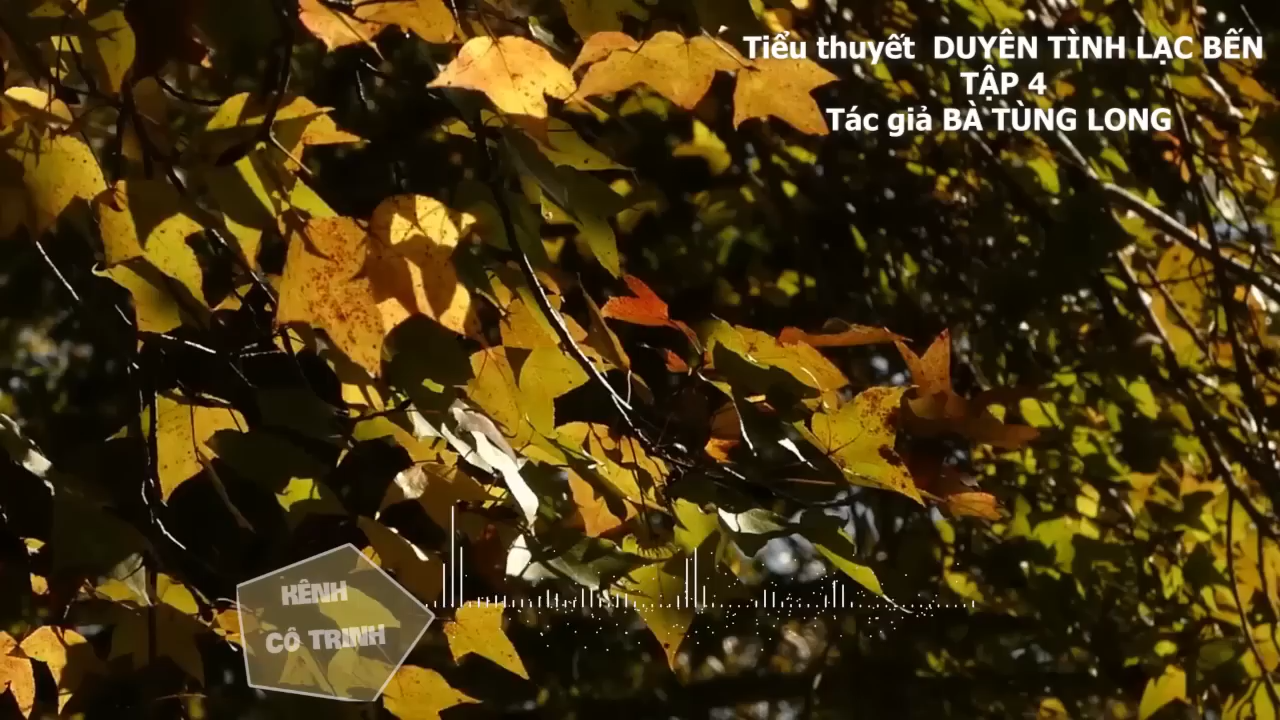 Tiểu thuyết DUYÊN TÌNH LẠC BẾN
TẬP 4
Tác giả BÀ TÙNG LONG
KÊNH
CÔ TRINH